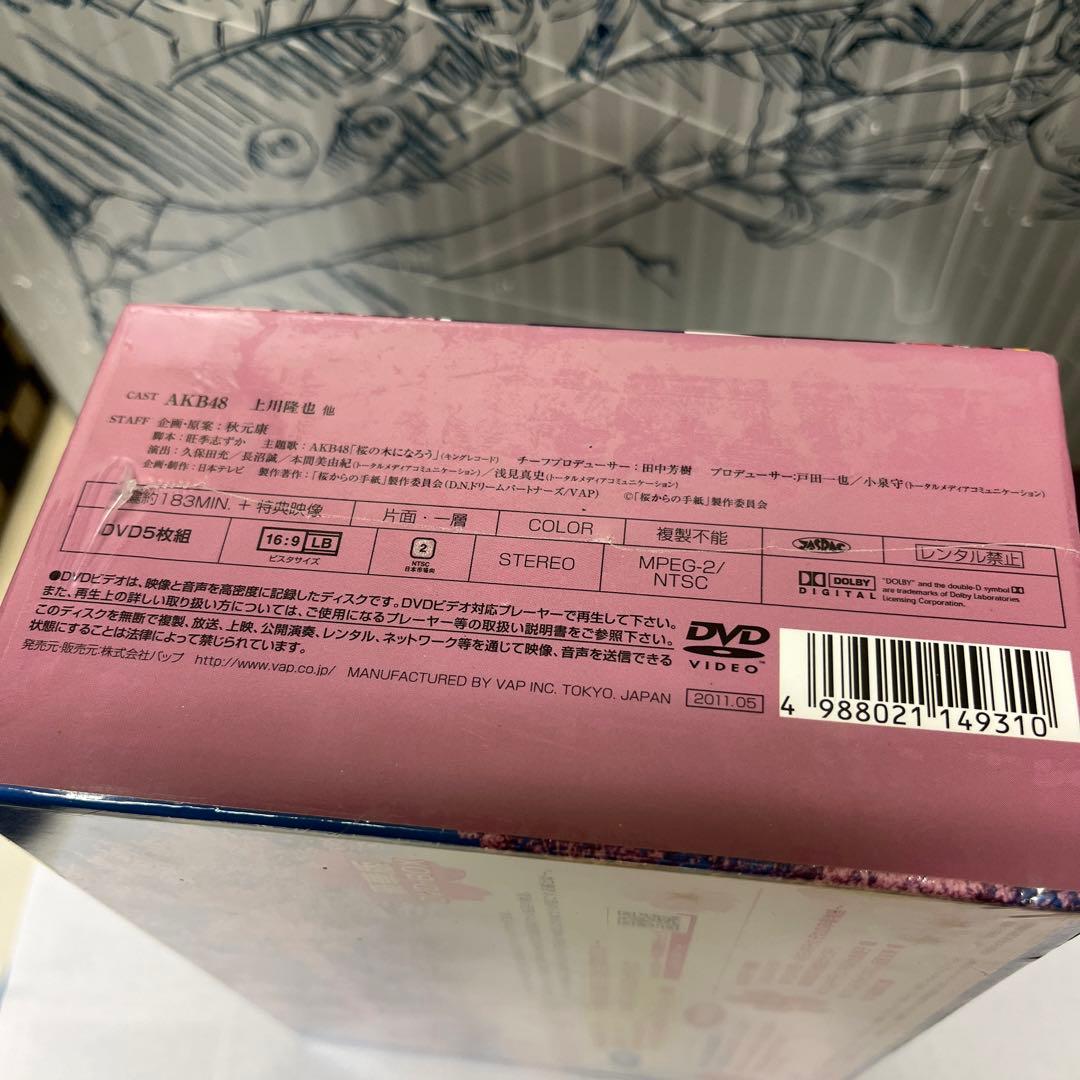 CAST AKB48 上川隆也 他
STAFF 企画・原案：秋元康
脚本：旺季志ずか 主題歌：AKB48「桜の木になろう」(キングレコード) チーフプロデューサー：田中芳樹 プロデューサー：戸田一也／小泉守(トータルメディアコミュニケーション)
演出：久保田充／長沼誠／本間美由紀(トータルメディアコミュニケーション)／浅見真史(トータルメディアコミュニケーション)
企画・制作：日本テレビ 製作著作：「桜からの手紙」製作委員会(D.N.ドリームパートナーズ/VAP) ©「桜からの手紙」製作委員会
約183MIN. + 特典映像 片面・一層 COLOR 複製不能 JASRAC レンタル禁止
DVD5枚組 16:9 LB ビスタサイズ 2 NTSC 日本市場向 STEREO MPEG-2/NTSC DOLBY DIGITAL
"DOLBY" and the double-D symbol
are trademarks of Dolby Laboratories
Licensing Corporation.
●DVDビデオは、映像と音声を高密度に記録したディスクです。DVDビデオ対応プレーヤーで再生して下さい。
また、再生上の詳しい取り扱い方については、ご使用になるプレーヤー等の取扱い説明書をご参照下さい。
このディスクを無断で複製、放送、上映、公開演奏、レンタル、ネットワーク等を通じて映像、音声を送信できる
状態にすることは法律によって禁じられています。
DVD VIDEO
発売元・販売元：株式会社バップ http://www.vap.co.jp/ MANUFACTURED BY VAP INC. TOKYO. JAPAN 2011.05
4 988021 149310